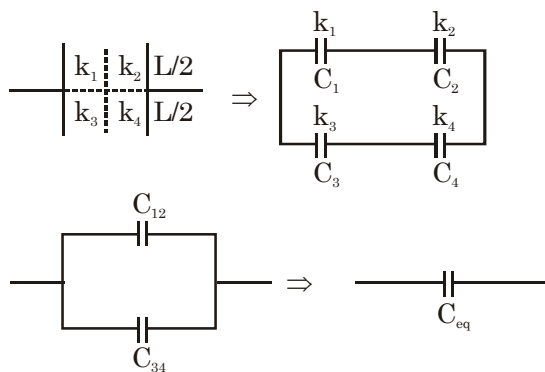 k₁ k₂ L/2
k₃ k₄ L/2
⇒
k₁ k₂
C₁ C₂
k₃ k₄
C₃ C₄
C₁₂
C₃₄
⇒
C_eq